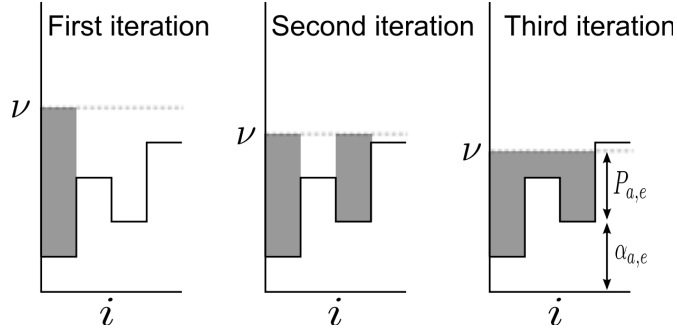 First iteration
Second iteration
Third iteration
ν
ν
ν
P_{a,e}
α_{a,e}
i
i
i